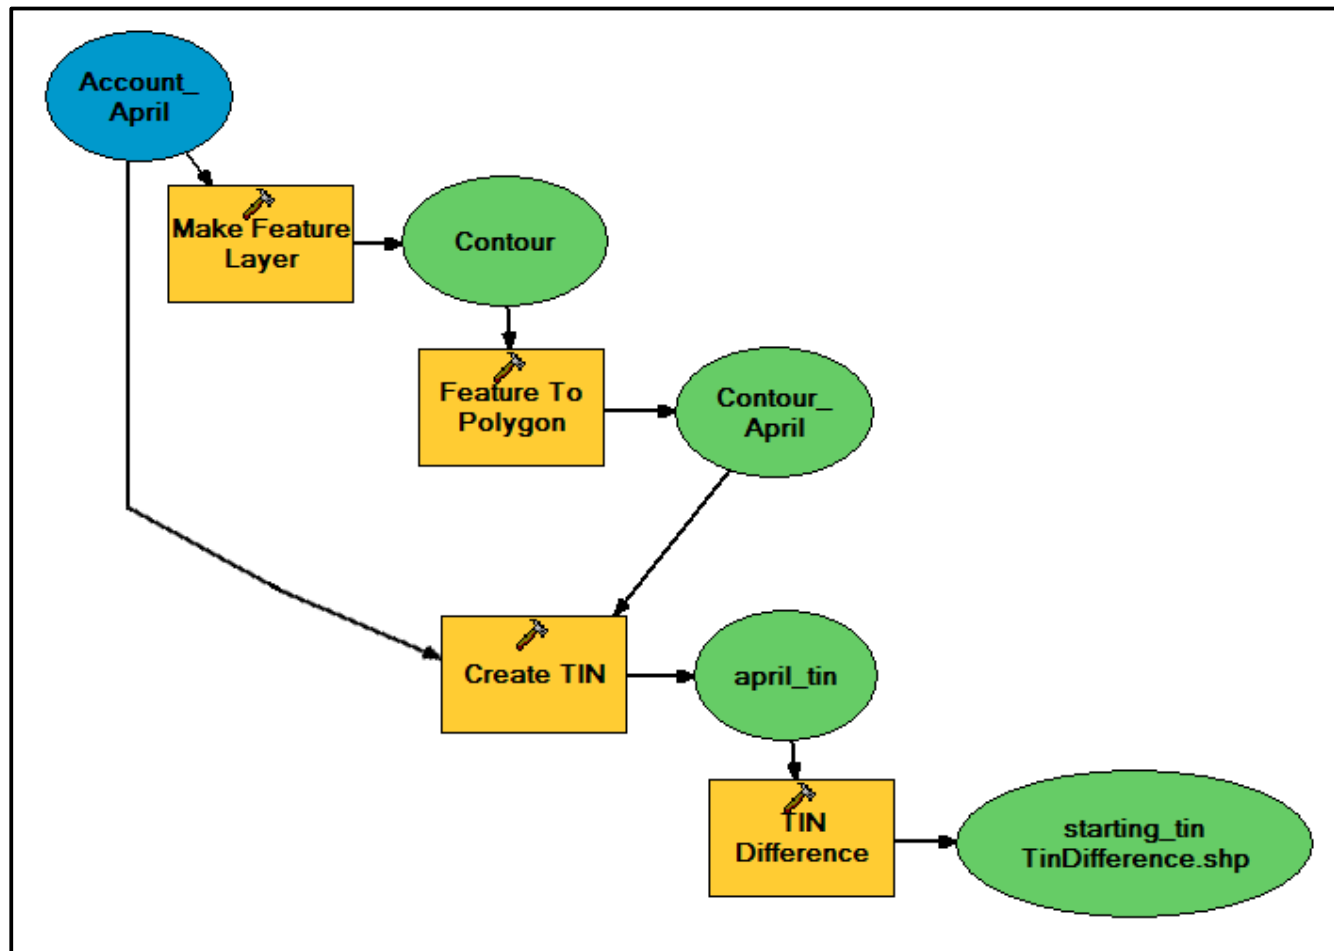 Account_
April
Make Feature
Layer
Contour
Feature To
Polygon
Contour_
April
Create TIN
april_tin
TIN
Difference
starting_tin
TinDifference.shp